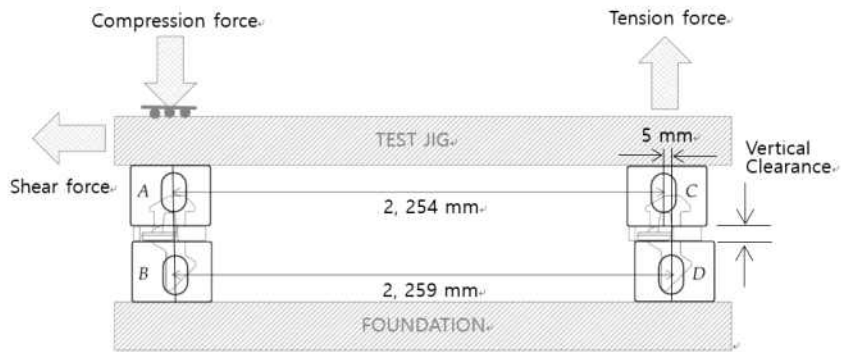 Compression force
Tension force
TEST JIG
5 mm
Vertical
Clearance
Shear force
A
C
2, 254 mm
B
D
2, 259 mm
FOUNDATION